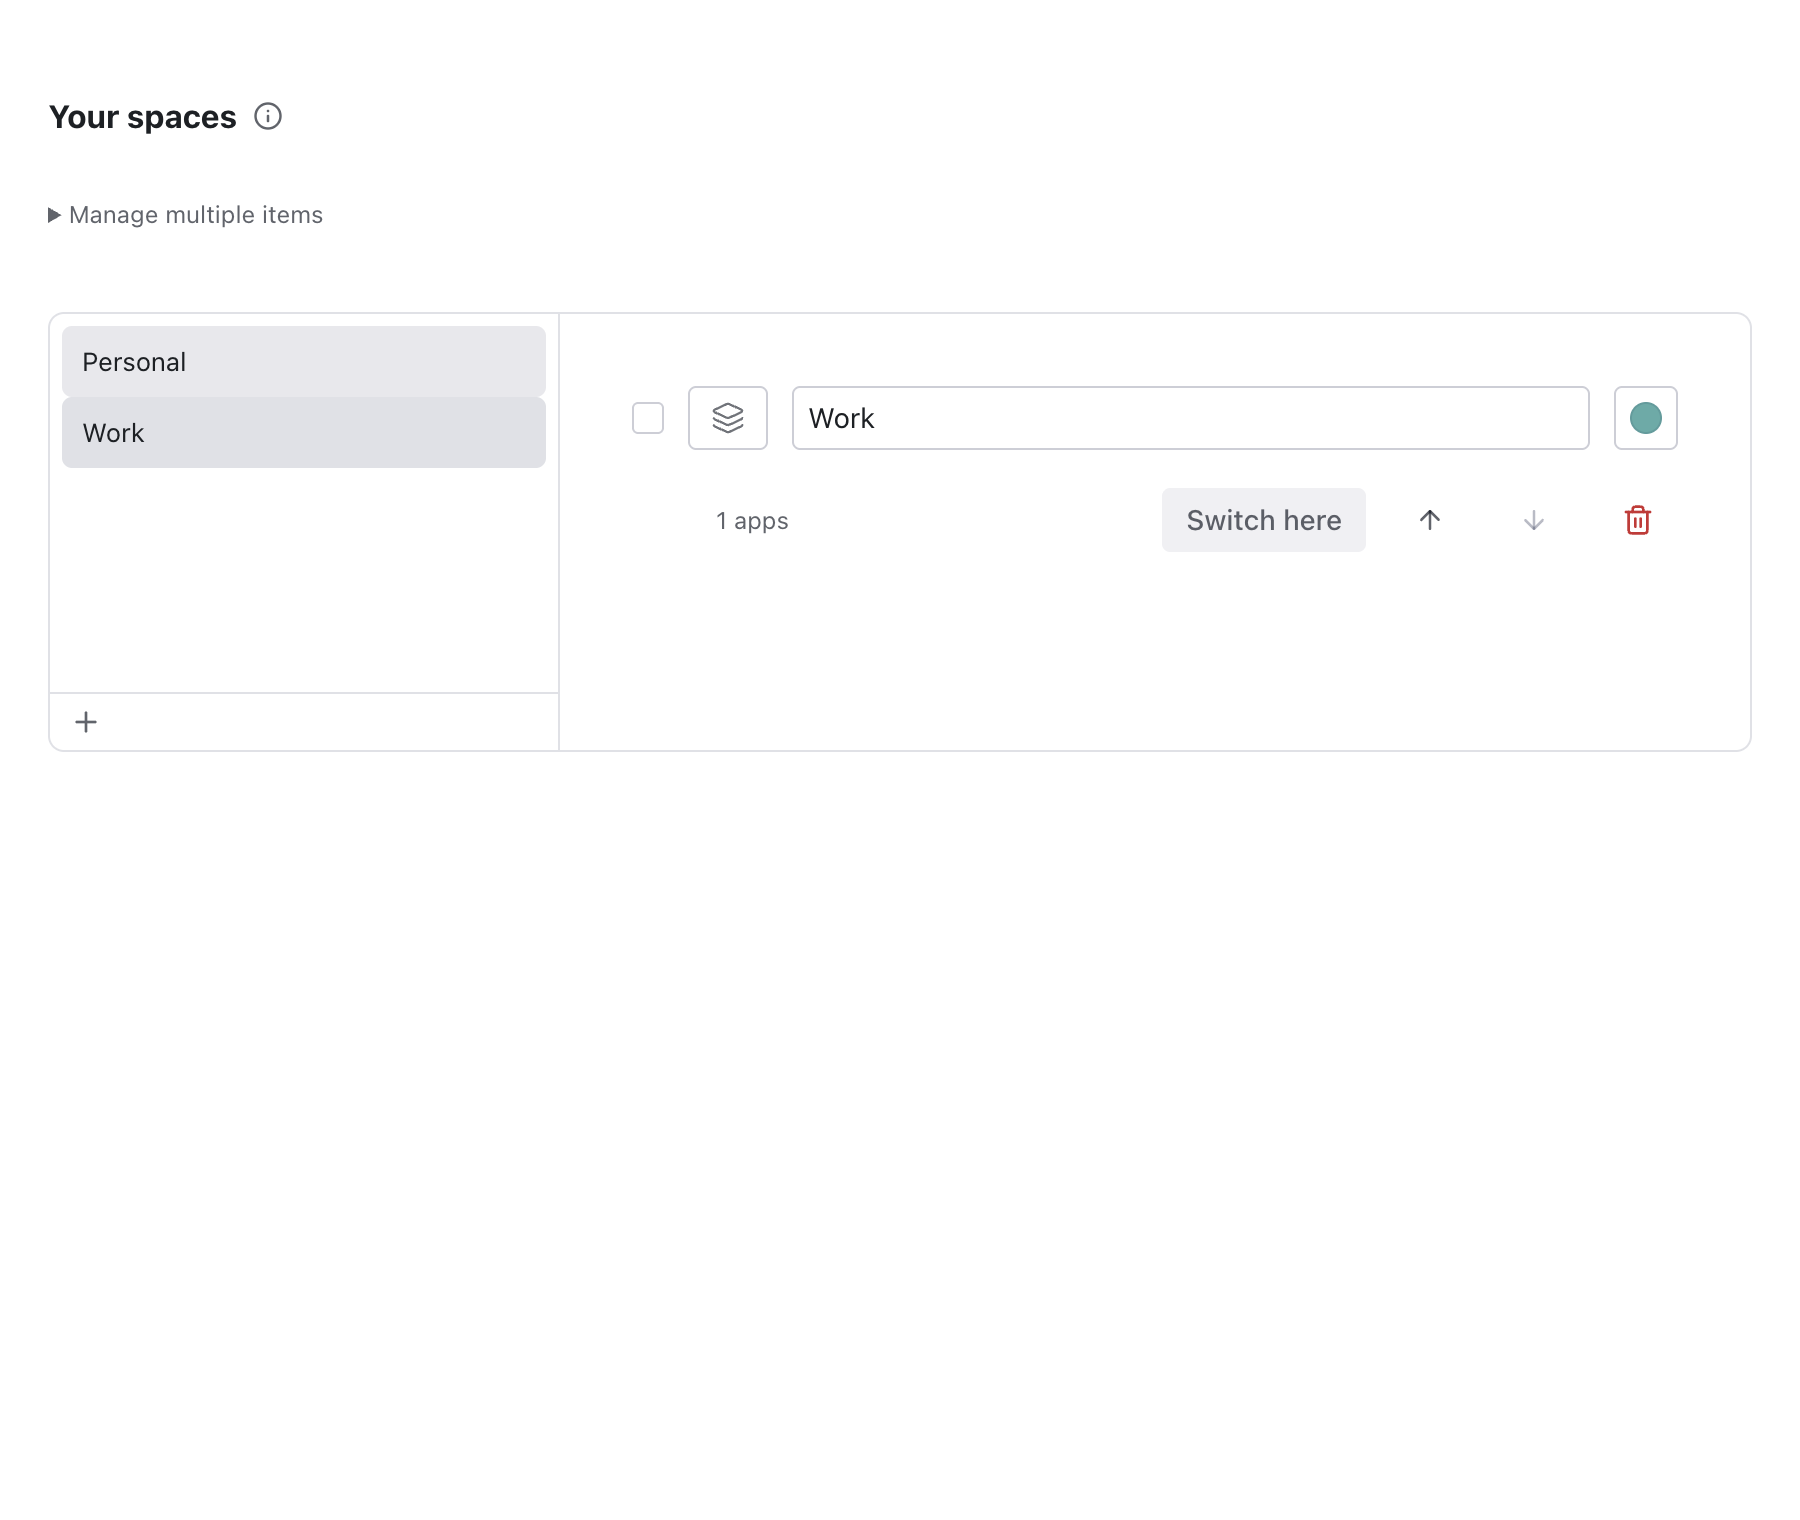 Your spaces
Manage multiple items
Personal
Work
Work
1 apps
Switch here